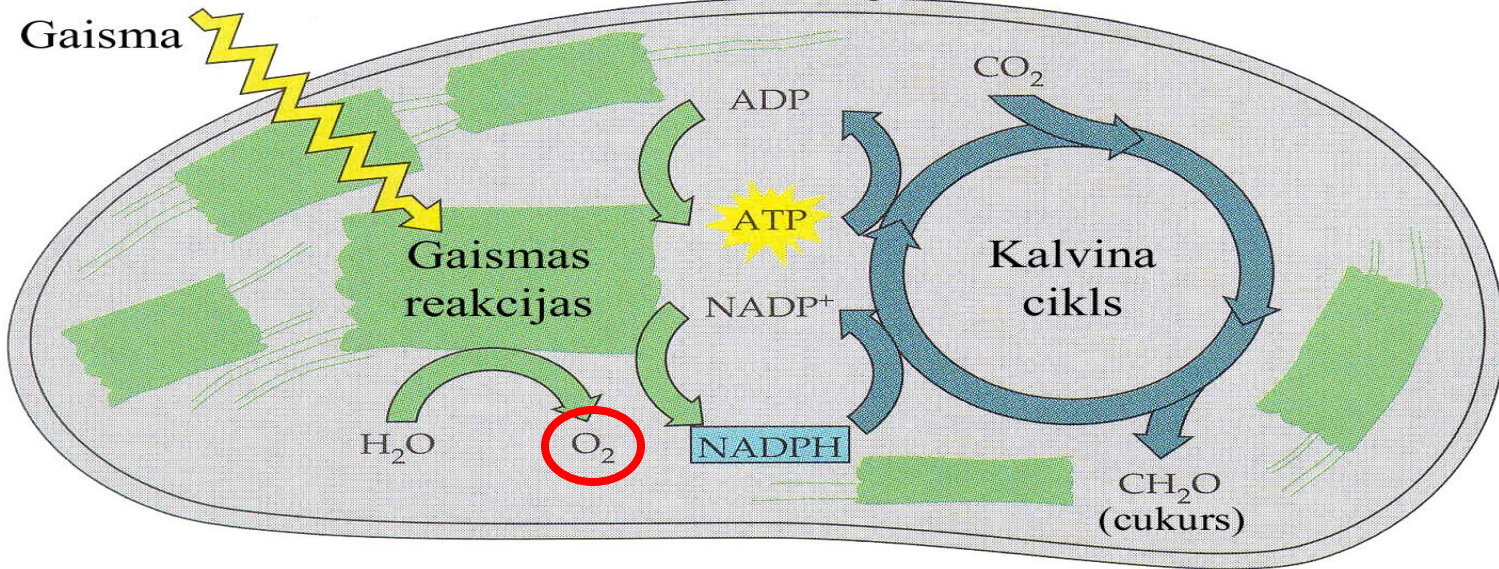 Gaisma
CO₂
ADP
ATP
Gaismas
reakcijas
NADP⁺
Kalvina
cikls
H₂O
O₂
NADPH
CH₂O
(cukurs)